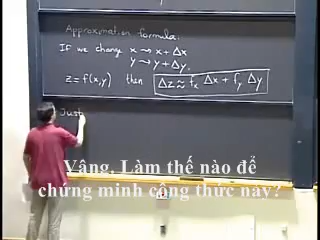 Approximation formula:
If we change x → x + Δx
y → y + Δy.
z = f(x,y) then Δz ≈ fx Δx + fy Δy
Just
Vâng. Làm thế nào để
chứng minh công thức này?